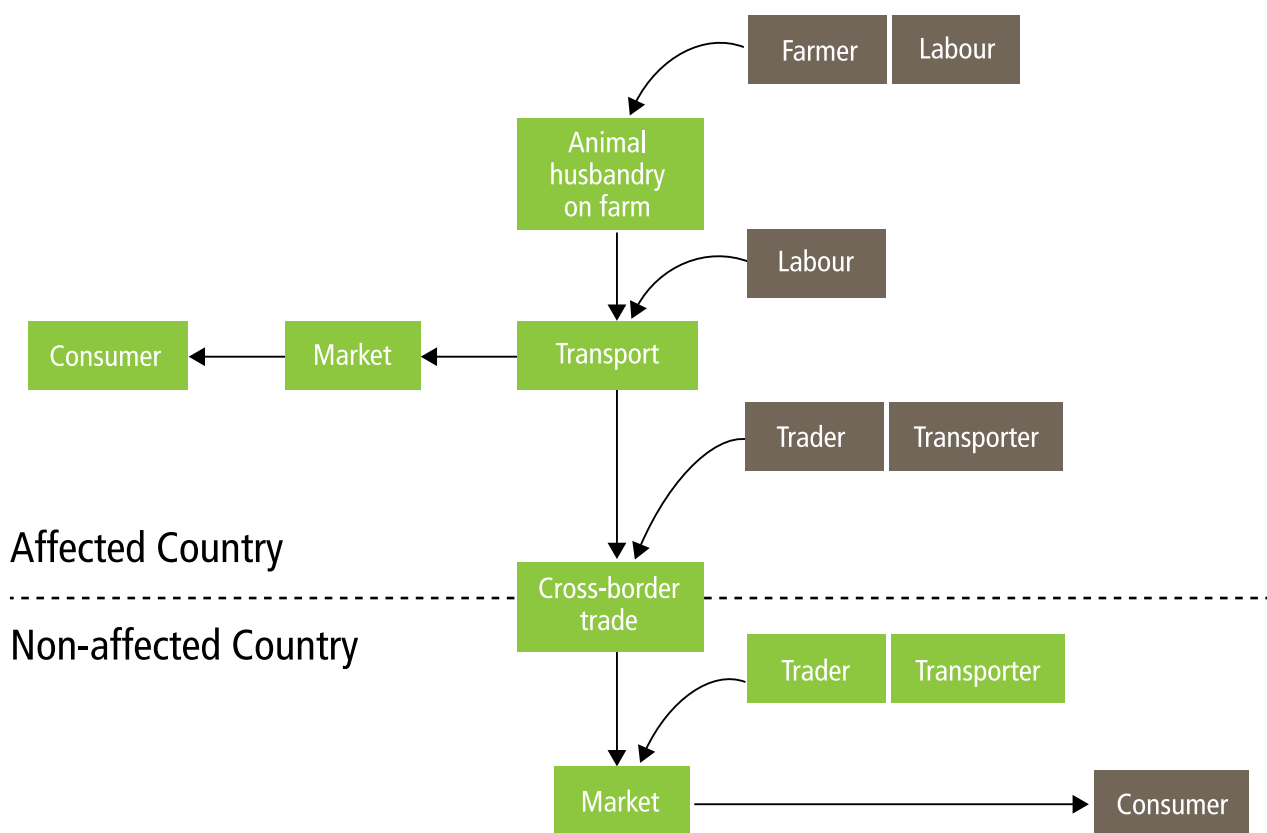 Farmer
Labour
Animal
husbandry
on farm
Labour
Consumer
Market
Transport
Trader
Transporter
Affected Country
Cross-border
trade
Non-affected Country
Trader
Transporter
Market
Consumer